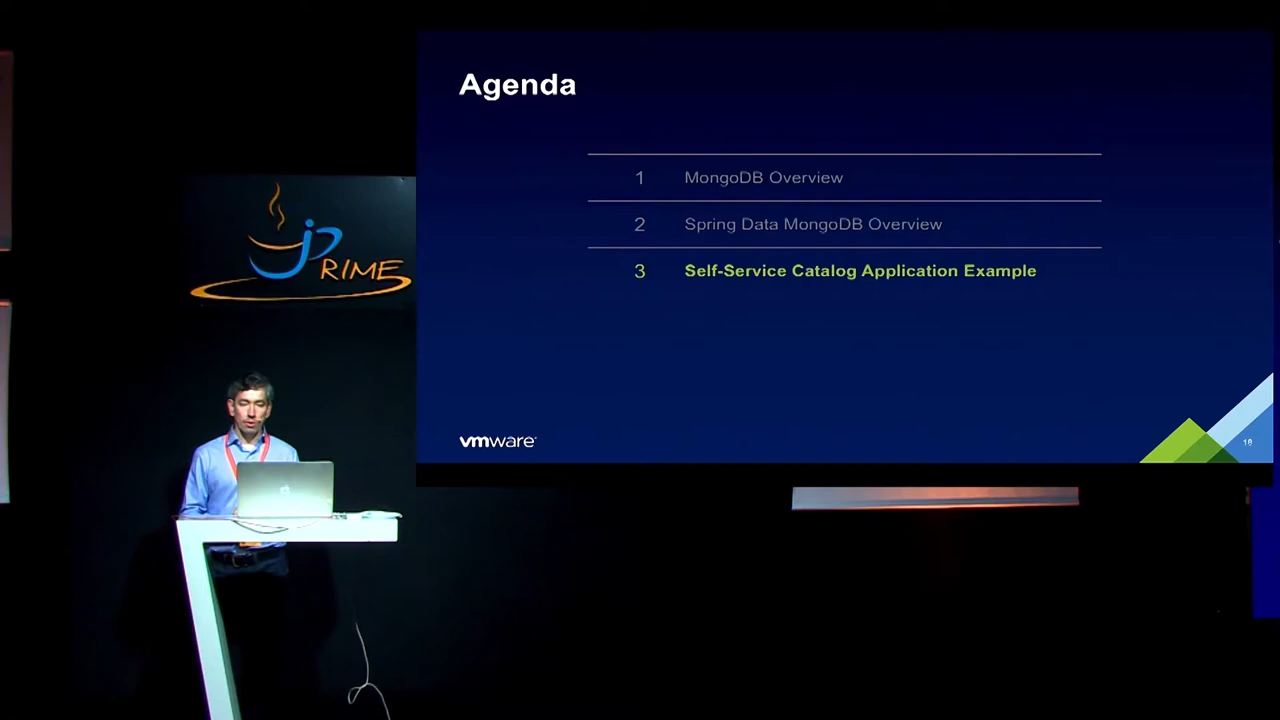 Agenda
1 MongoDB Overview
2 Spring Data MongoDB Overview
3 Self-Service Catalog Application Example
vmware
18
jPRIME